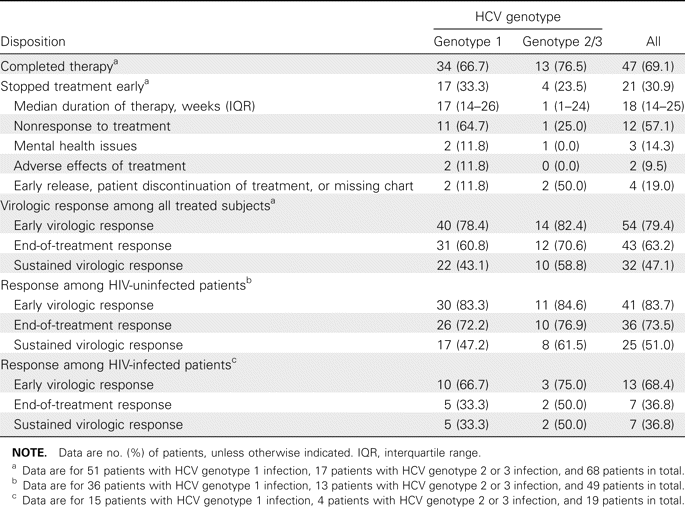 HCV genotype
Disposition Genotype 1 Genotype 2/3 All
Completed therapyᵃ 34 (66.7) 13 (76.5) 47 (69.1)
Stopped treatment earlyᵃ 17 (33.3) 4 (23.5) 21 (30.9)
Median duration of therapy, weeks (IQR) 17 (14–26) 1 (1–24) 18 (14–25)
Nonresponse to treatment 11 (64.7) 1 (25.0) 12 (57.1)
Mental health issues 2 (11.8) 1 (0.0) 3 (14.3)
Adverse effects of treatment 2 (11.8) 0 (0.0) 2 (9.5)
Early release, patient discontinuation of treatment, or missing chart 2 (11.8) 2 (50.0) 4 (19.0)
Virologic response among all treated subjectsᵃ
Early virologic response 40 (78.4) 14 (82.4) 54 (79.4)
End-of-treatment response 31 (60.8) 12 (70.6) 43 (63.2)
Sustained virologic response 22 (43.1) 10 (58.8) 32 (47.1)
Response among HIV-uninfected patientsᵇ
Early virologic response 30 (83.3) 11 (84.6) 41 (83.7)
End-of-treatment response 26 (72.2) 10 (76.9) 36 (73.5)
Sustained virologic response 17 (47.2) 8 (61.5) 25 (51.0)
Response among HIV-infected patientsᶜ
Early virologic response 10 (66.7) 3 (75.0) 13 (68.4)
End-of-treatment response 5 (33.3) 2 (50.0) 7 (36.8)
Sustained virologic response 5 (33.3) 2 (50.0) 7 (36.8)
NOTE. Data are no. (%) of patients, unless otherwise indicated. IQR, interquartile range.
ᵃ Data are for 51 patients with HCV genotype 1 infection, 17 patients with HCV genotype 2 or 3 infection, and 68 patients in total.
ᵇ Data are for 36 patients with HCV genotype 1 infection, 13 patients with HCV genotype 2 or 3 infection, and 49 patients in total.
ᶜ Data are for 15 patients with HCV genotype 1 infection, 4 patients with HCV genotype 2 or 3 infection, and 19 patients in total.